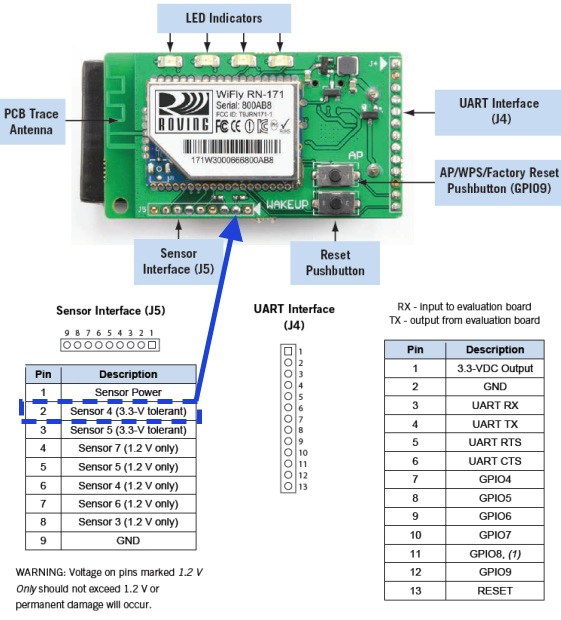 LED Indicators
PCB Trace
Antenna
UART Interface
(J4)
AP/WPS/Factory Reset
Pushbutton (GPIO9)
Sensor
Interface (J5)
Reset
Pushbutton
J4
WiFly RN-171
Serial: 800AB8
FCC ID: T9JRN171-1
ROVING
FC CE
171W3000666800AB8
AP
J5
WAKEUP
Sensor Interface (J5)
9 8 7 6 5 4 3 2 1
Pin Description
1 Sensor Power
2 Sensor 4 (3.3-V tolerant)
3 Sensor 5 (3.3-V tolerant)
4 Sensor 7 (1.2 V only)
5 Sensor 5 (1.2 V only)
6 Sensor 4 (1.2 V only)
7 Sensor 6 (1.2 V only)
8 Sensor 3 (1.2 V only)
9 GND
WARNING: Voltage on pins marked 1.2 V
Only should not exceed 1.2 V or
permanent damage will occur.
UART Interface
(J4)
1
2
3
4
5
6
7
8
9
10
11
12
13
RX - input to evaluation board
TX - output from evaluation board
Pin Description
1 3.3-VDC Output
2 GND
3 UART RX
4 UART TX
5 UART RTS
6 UART CTS
7 GPIO4
8 GPIO5
9 GPIO6
10 GPIO7
11 GPIO8, (1)
12 GPIO9
13 RESET